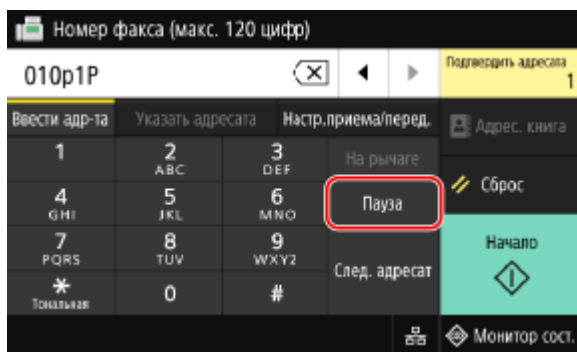 Номер факса (макс. 120 цифр)
010p1P
Подтвердить адресата
1
Ввести адр-та
Указать адресата
Настр.приема/перед.
Адрес. книга
1
2
ABC
3
DEF
На рычаге
4
GHI
5
JKL
6
MNO
Пауза
Сброс
7
PQRS
8
TUV
9
WXYZ
След. адресат
Начало
*
Тональная
0
#
Монитор сост.